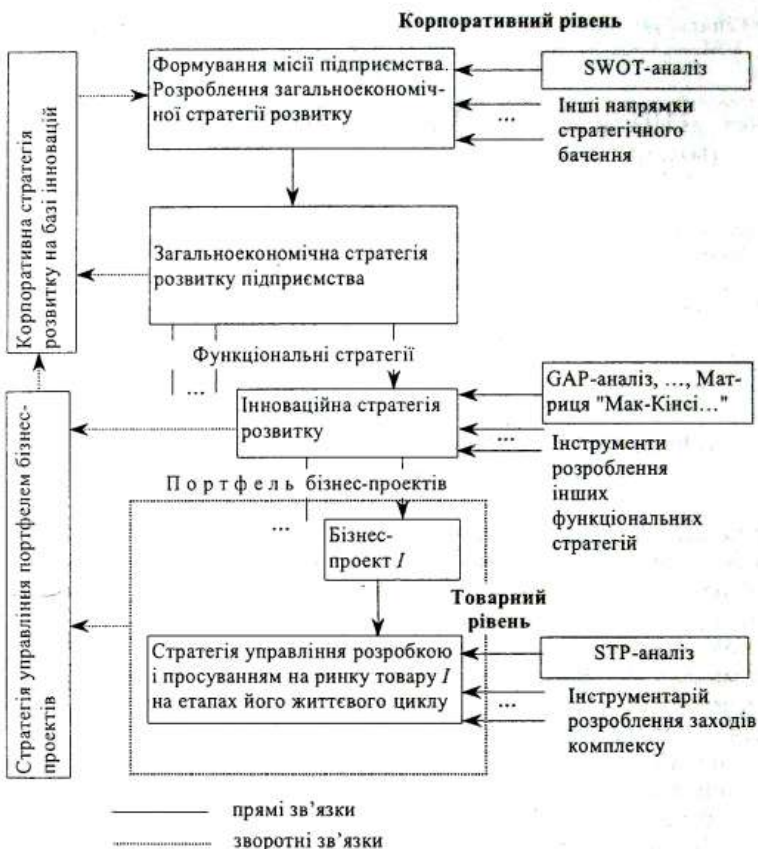 Корпоративний рівень
Формування місії підприємства.
Розроблення загальноекономіч-
ної стратегії розвитку
SWOT-аналіз
...
Інші напрямки
стратегічного
бачення
Корпоративна стратегія
розвитку на базі інновацій
Загальноекономічна стратегія
розвитку підприємства
Функціональні стратегії
...
Інноваційна стратегія
розвитку
GAP-аналіз, ..., Мат-
риця "Мак-Кінсі..."
...
Інструменти
розроблення
інших
функціональних
стратегій
Портфель бізнес-проектів
...
Бізнес-
проект I
Стратегія управління портфелем бізнес-
проектів
Товарний
рівень
Стратегія управління розробкою
і просуванням на ринку товару I
на етапах його життєвого циклу
STP-аналіз
...
Інструментарій
розроблення заходів
комплексу
прямі зв'язки
зворотні зв'язки